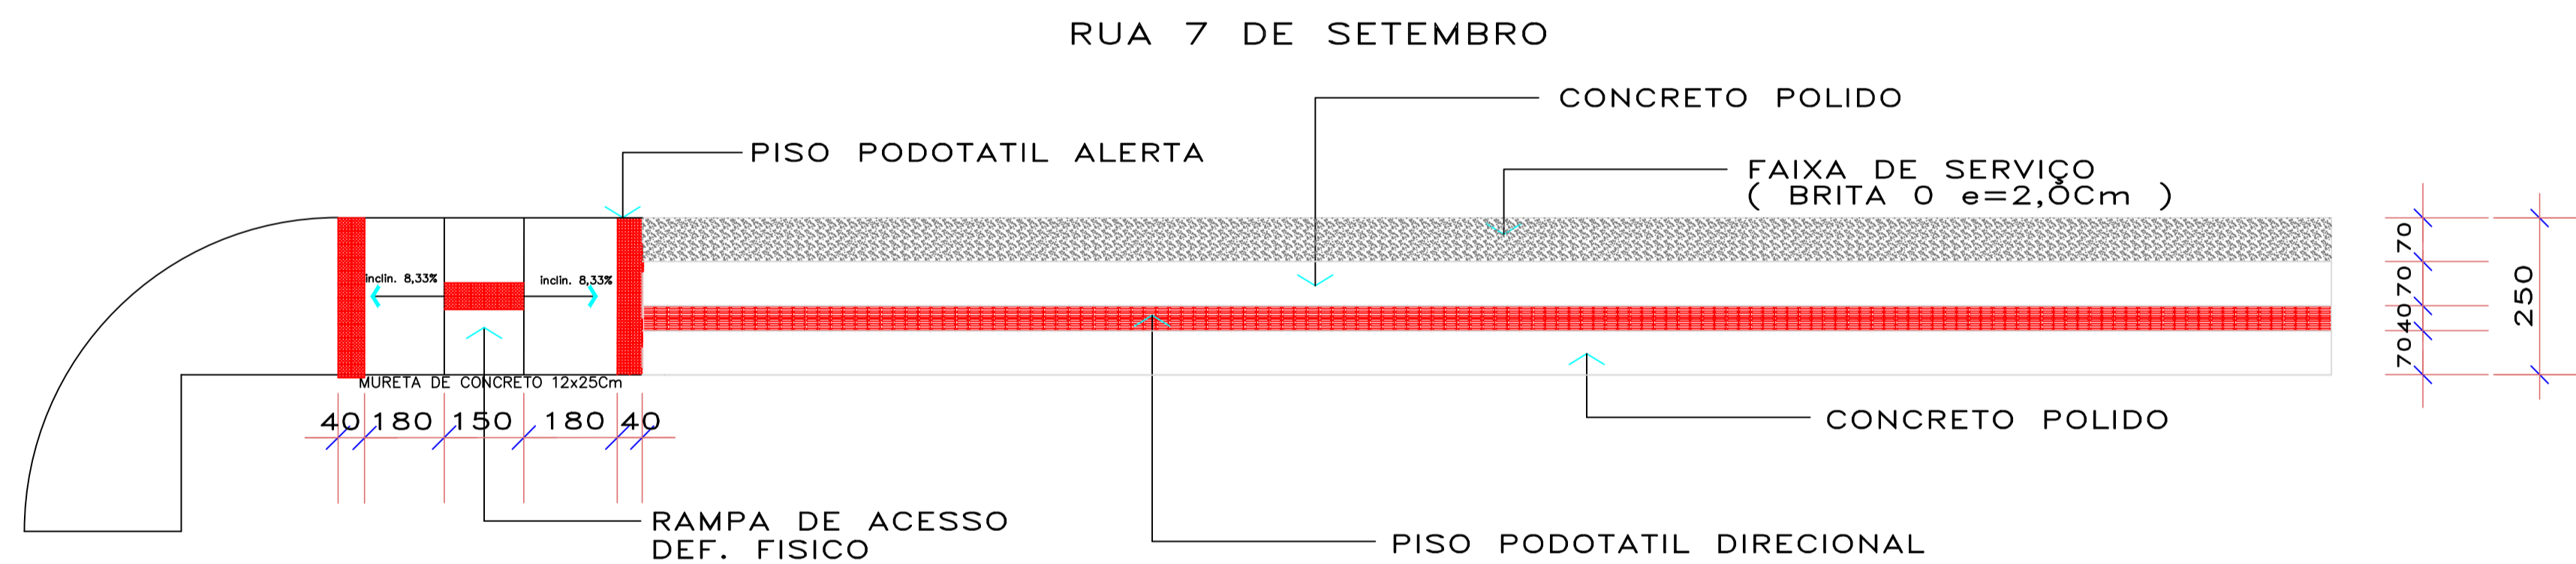 RUA 7 DE SETEMBRO
CONCRETO POLIDO
PISO PODOTATIL ALERTA
FAIXA DE SERVIÇO
( BRITA 0 e=2,0Cm )
inclin. 8,33%
inclin. 8,33%
70
70
40
70
250
MURETA DE CONCRETO 12x25Cm
40 180 150 180 40
CONCRETO POLIDO
RAMPA DE ACESSO
DEF. FISICO
PISO PODOTATIL DIRECIONAL